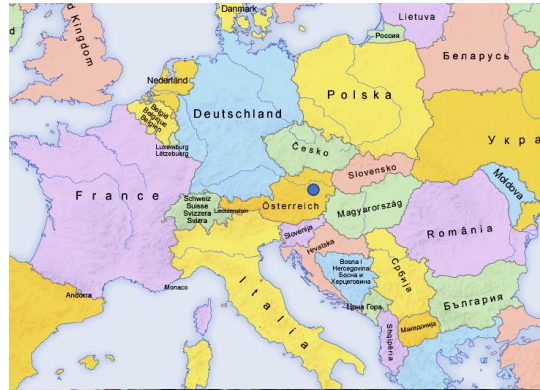 Danmark
Lietuva
d Kingdom
Россия
Беларусь
Nederland
Deutschland
Polska
België
Belgique
Belgien
Укра
Luxemburg
Lëtzebuerg
Česko
Slovensko
Moldova
France
Schweiz
Suisse
Svizzera
Svizra
Liechtenstein
Österreich
Magyarország
România
Slovenija
Hrvatska
Bosna i
Hercegovina
Босна и
Херцеговина
Србија
Andorra
Monaco
Italia
Црна Гора
България
Shqipëria
Македонија